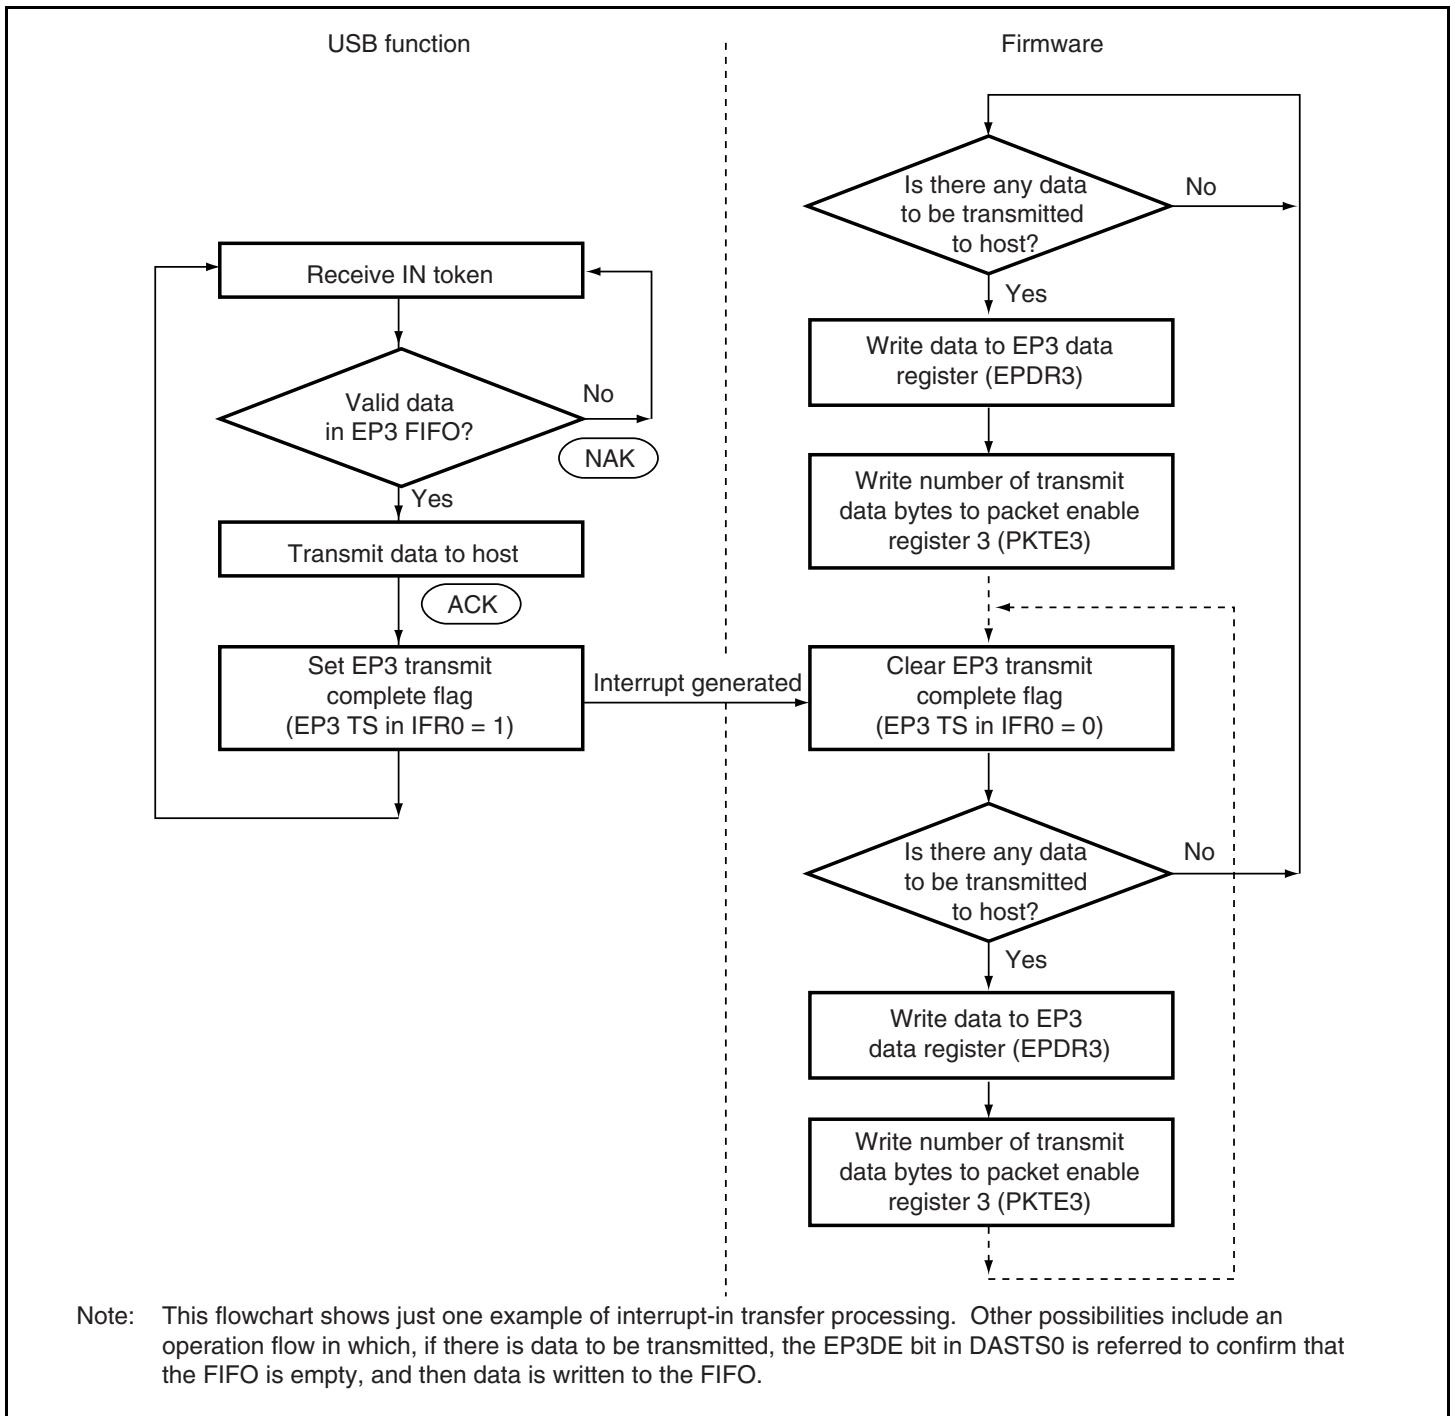 USB function
Firmware
Is there any data
to be transmitted
to host?
No
Yes
Receive IN token
Write data to EP3 data
register (EPDR3)
Valid data
in EP3 FIFO?
No
NAK
Yes
Write number of transmit
data bytes to packet enable
register 3 (PKTE3)
Transmit data to host
ACK
Set EP3 transmit
complete flag
(EP3 TS in IFR0 = 1)
Interrupt generated
Clear EP3 transmit
complete flag
(EP3 TS in IFR0 = 0)
Is there any data
to be transmitted
to host?
No
Yes
Write data to EP3
data register (EPDR3)
Write number of transmit
data bytes to packet enable
register 3 (PKTE3)
Note: This flowchart shows just one example of interrupt-in transfer processing. Other possibilities include an
operation flow in which, if there is data to be transmitted, the EP3DE bit in DASTS0 is referred to confirm that
the FIFO is empty, and then data is written to the FIFO.